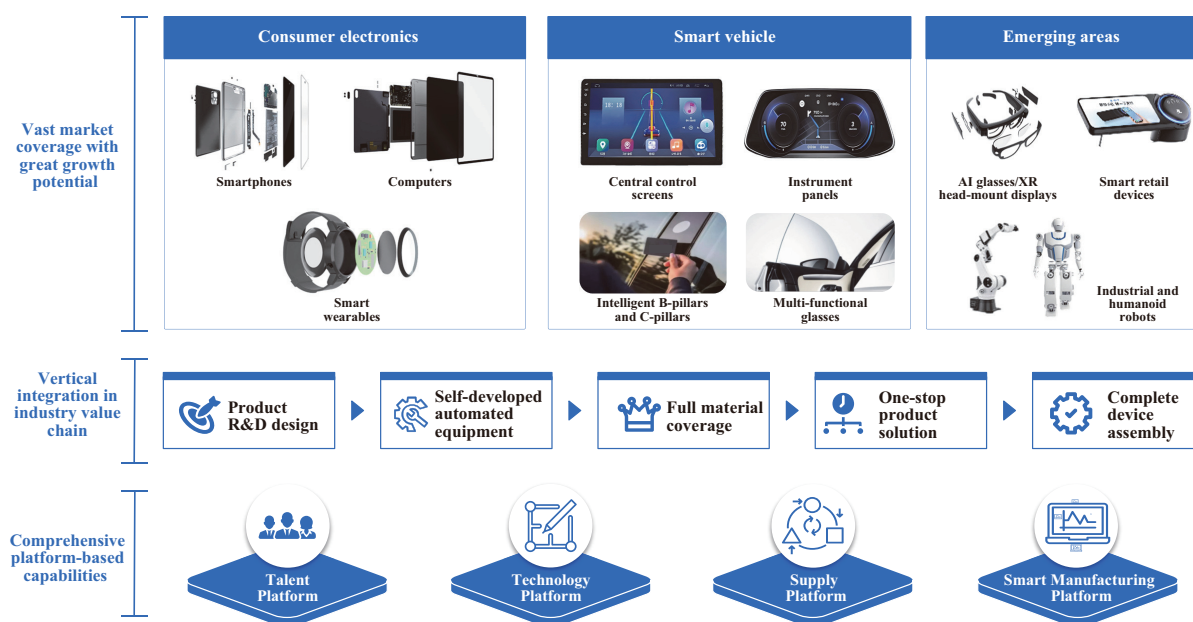 Consumer electronics
Smart vehicle
Emerging areas
Vast market
coverage with
great growth
potential
Smartphones
Computers
Smart
wearables
Central control
screens
Instrument
panels
Intelligent B-pillars
and C-pillars
Multi-functional
glasses
AI glasses/XR
head-mount displays
Smart retail
devices
Industrial and
humanoid
robots
Vertical
integration in
industry value
chain
Product
R&D design
Self-developed
automated
equipment
Full material
coverage
One-stop
product
solution
Complete
device
assembly
Comprehensive
platform-based
capabilities
Talent
Platform
Technology
Platform
Supply
Platform
Smart Manufacturing
Platform